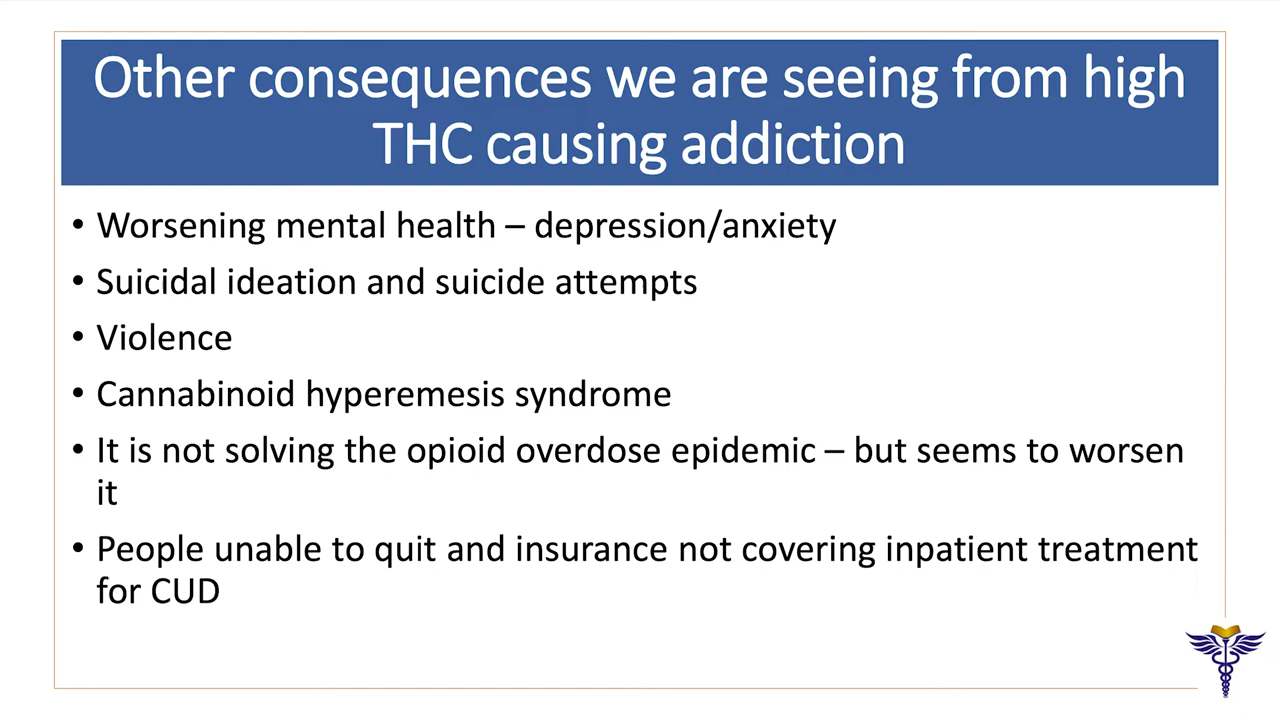 Other consequences we are seeing from high
THC causing addiction
• Worsening mental health – depression/anxiety
• Suicidal ideation and suicide attempts
• Violence
• Cannabinoid hyperemesis syndrome
• It is not solving the opioid overdose epidemic – but seems to worsen
it
• People unable to quit and insurance not covering inpatient treatment
for CUD